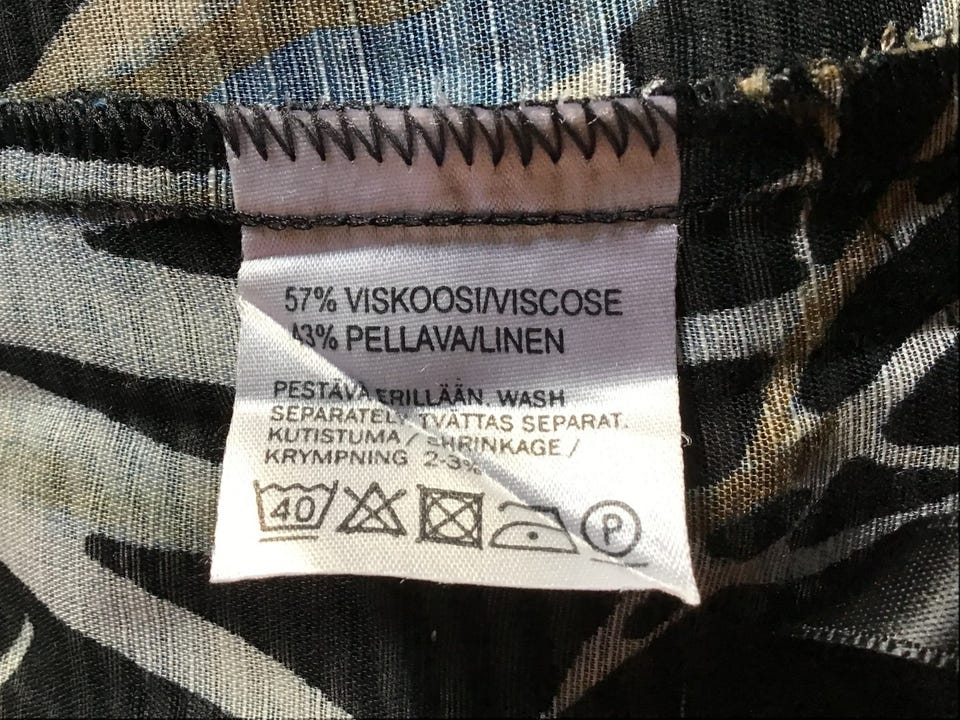 57% VISKOOSI/VISCOSE
43% PELLAVA/LINEN
PESTÄVÄ ERILLÄÄN. WASH
SEPARATELY. TVÄTTAS SEPARAT.
KUTISTUMA / SHRINKAGE /
KRYMPNING 2-3%
40 P